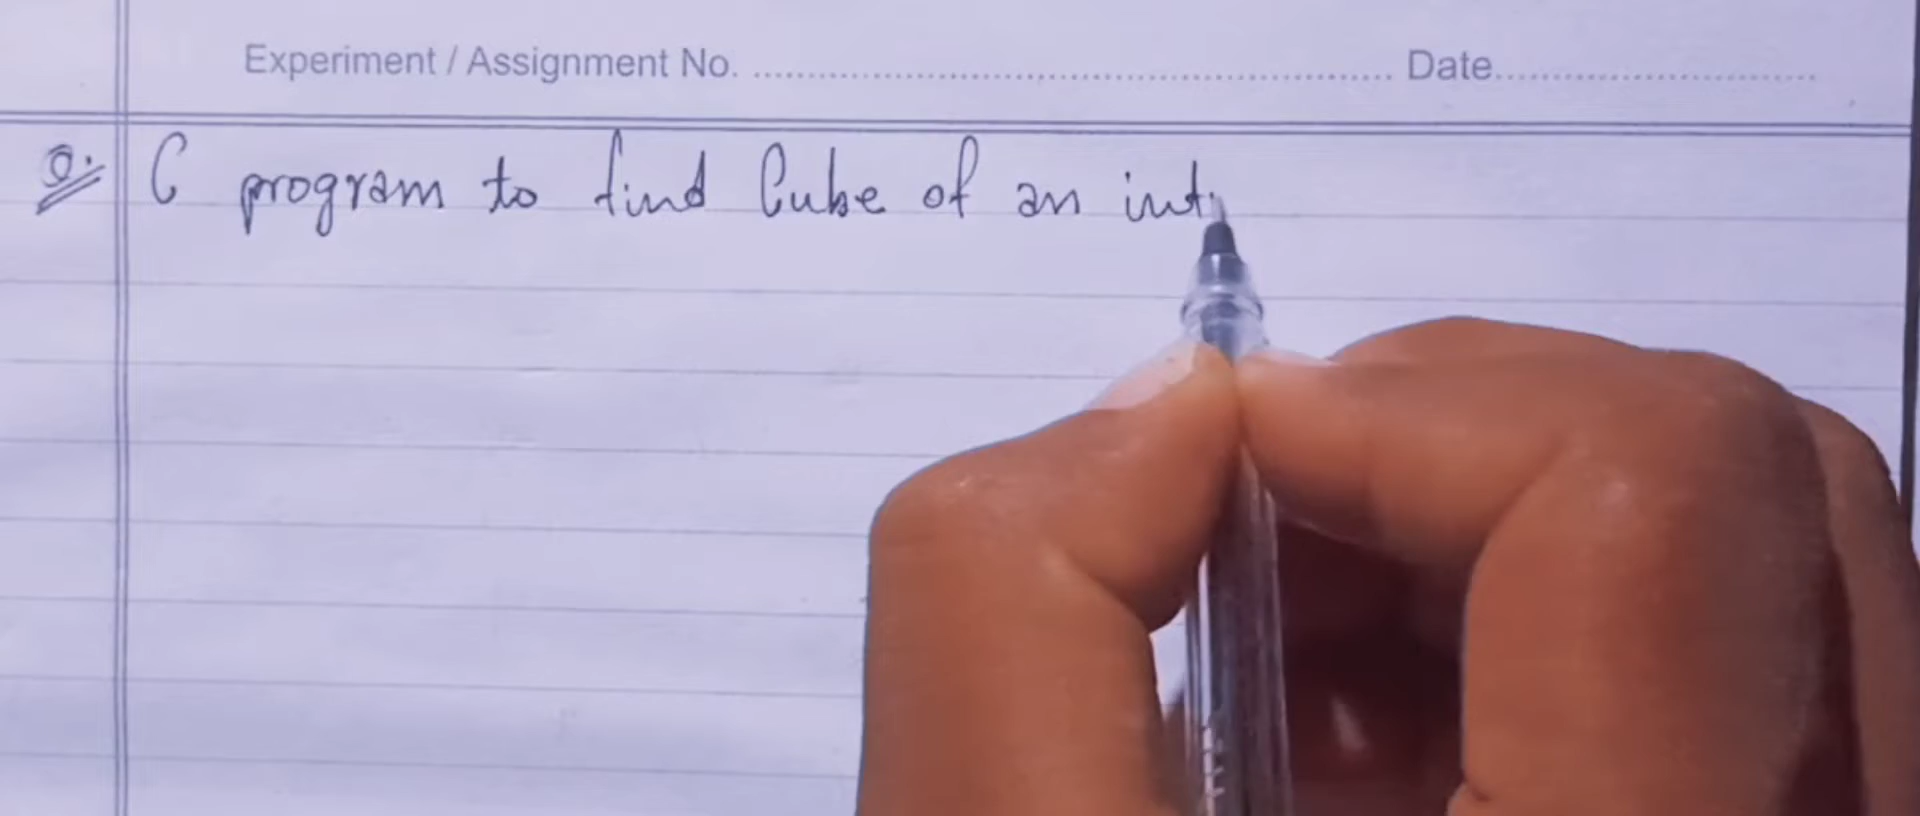 Experiment / Assignment No. .......... Date..........
Q. C program to find Cube of an int